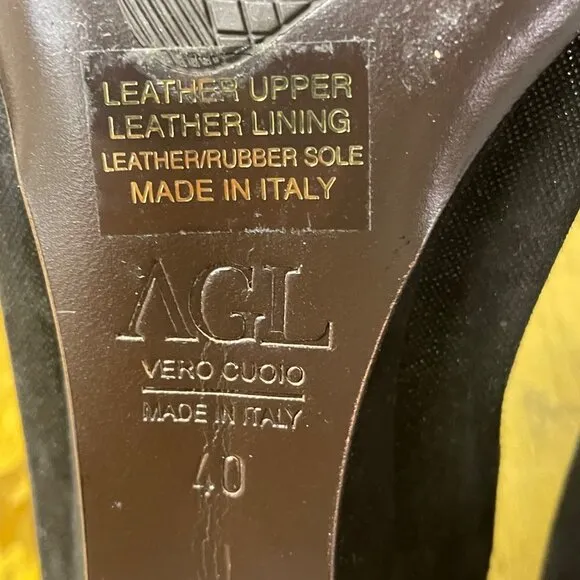 LEATHER UPPER
LEATHER LINING
LEATHER/RUBBER SOLE
MADE IN ITALY
AGL
VERO CUOIO
MADE IN ITALY
40